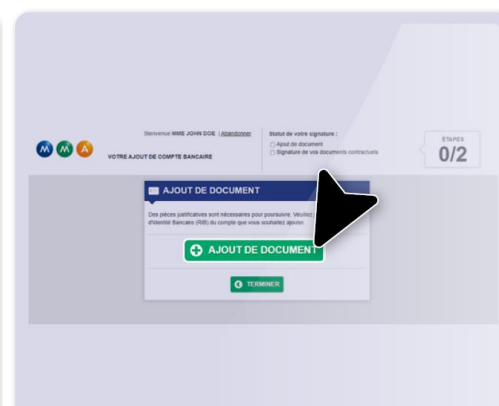 Bienvenue MME JOHN DOE | Abandonner
Statut de votre signature :
Ajout de document
Signature de vos documents contractuels
ÉTAPES
0/2
MMA
VOTRE AJOUT DE COMPTE BANCAIRE
AJOUT DE DOCUMENT
Des pièces justificatives sont nécessaires pour poursuivre. Veuillez
d'Identité Bancaire (RIB) du compte que vous souhaitez ajouter.
AJOUT DE DOCUMENT
TERMINER